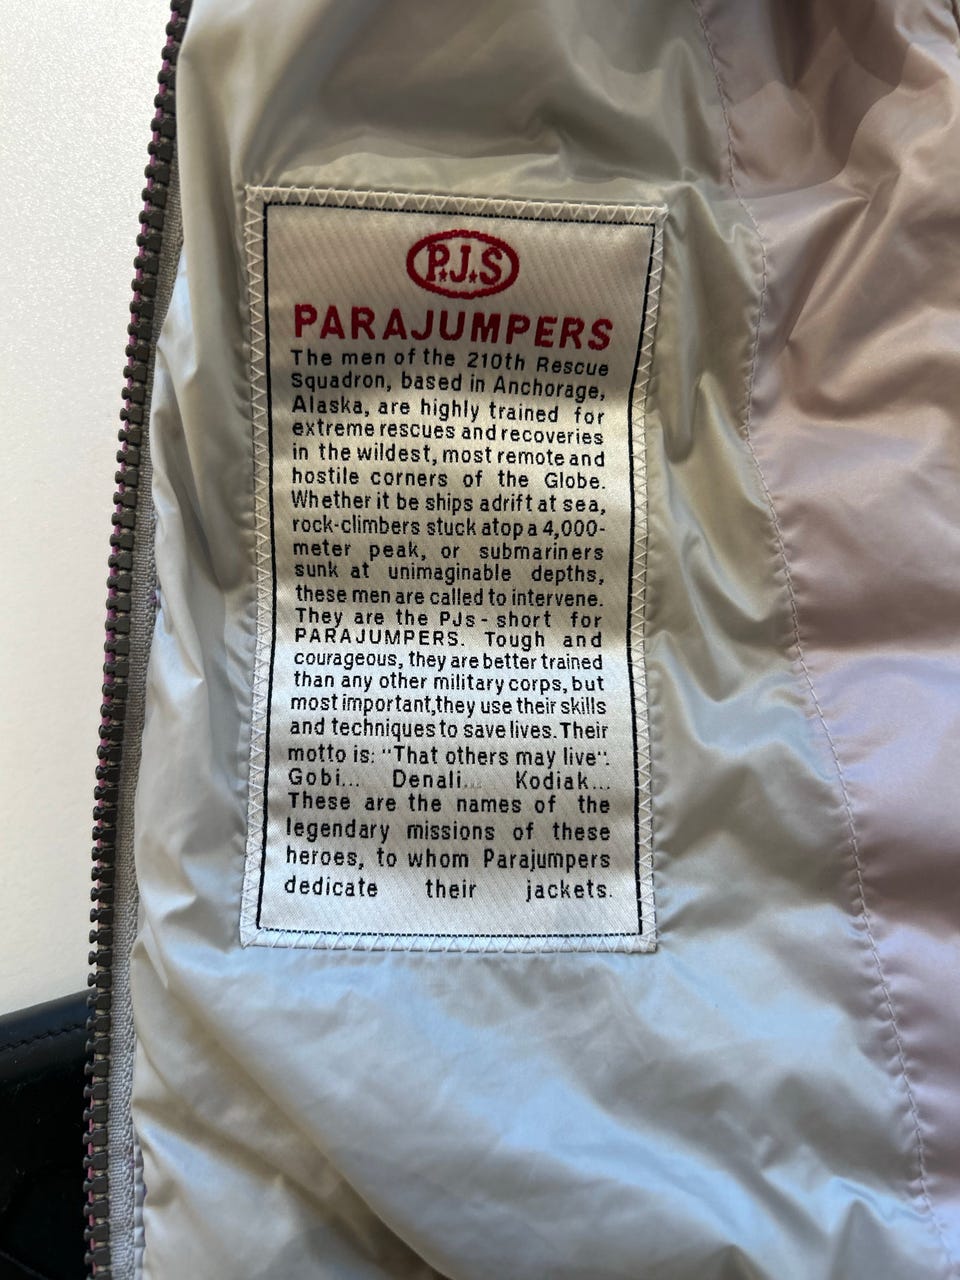 P.J.S
PARAJUMPERS
The men of the 210th Rescue
Squadron, based in Anchorage,
Alaska, are highly trained for
extreme rescues and recoveries
in the wildest, most remote and
hostile corners of the Globe.
Whether it be ships adrift at sea,
rock-climbers stuck atop a 4,000-
meter peak, or submariners
sunk at unimaginable depths,
these men are called to intervene.
They are the PJs - short for
PARAJUMPERS. Tough and
courageous, they are better trained
than any other military corps, but
most important,they use their skills
and techniques to save lives. Their
motto is: "That others may live".
Gobi... Denali... Kodiak...
These are the names of the
legendary missions of these
heroes, to whom Parajumpers
dedicate their jackets.